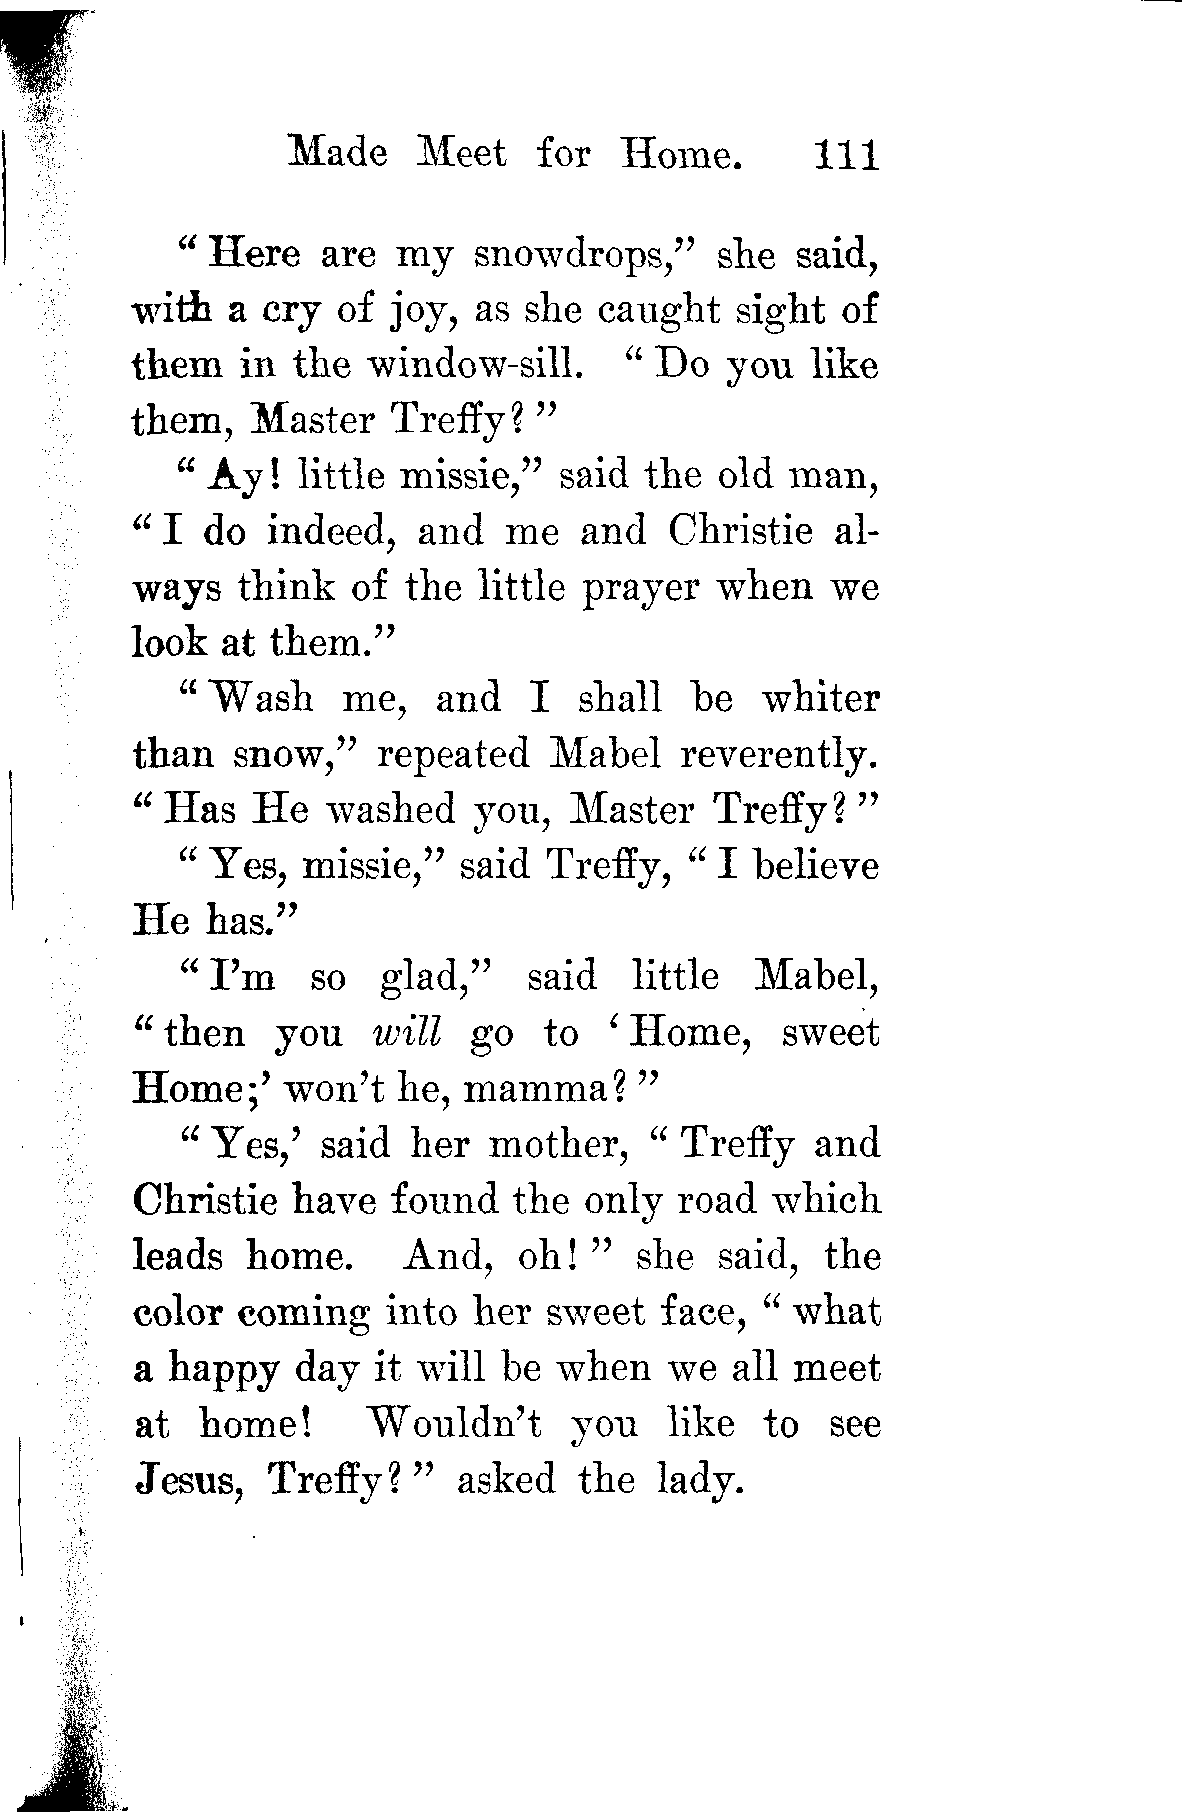 Made Meet for Home. 111
“ Here are my snowdrops,” she said,
with a cry of joy, as she caught sight of
them in the window-sill. “ Do you like
them, Master Treffy? ”
“ Ay! little missie,” said the old man,
“ I do indeed, and me and Christie al-
ways think of the little prayer when we
look at them.”
“ Wash me, and I shall be whiter
than snow,” repeated Mabel reverently.
“ Has He washed you, Master Treffy? ”
“ Yes, missie,” said Treffy, “ I believe
He has.”
“ I’m so glad,” said little Mabel,
“ then you will go to ‘ Home, sweet
Home;’ won’t he, mamma? ”
“ Yes,’ said her mother, “ Treffy and
Christie have found the only road which
leads home. And, oh! ” she said, the
color coming into her sweet face, “ what
a happy day it will be when we all meet
at home! Wouldn’t you like to see
Jesus, Treffy? ” asked the lady.